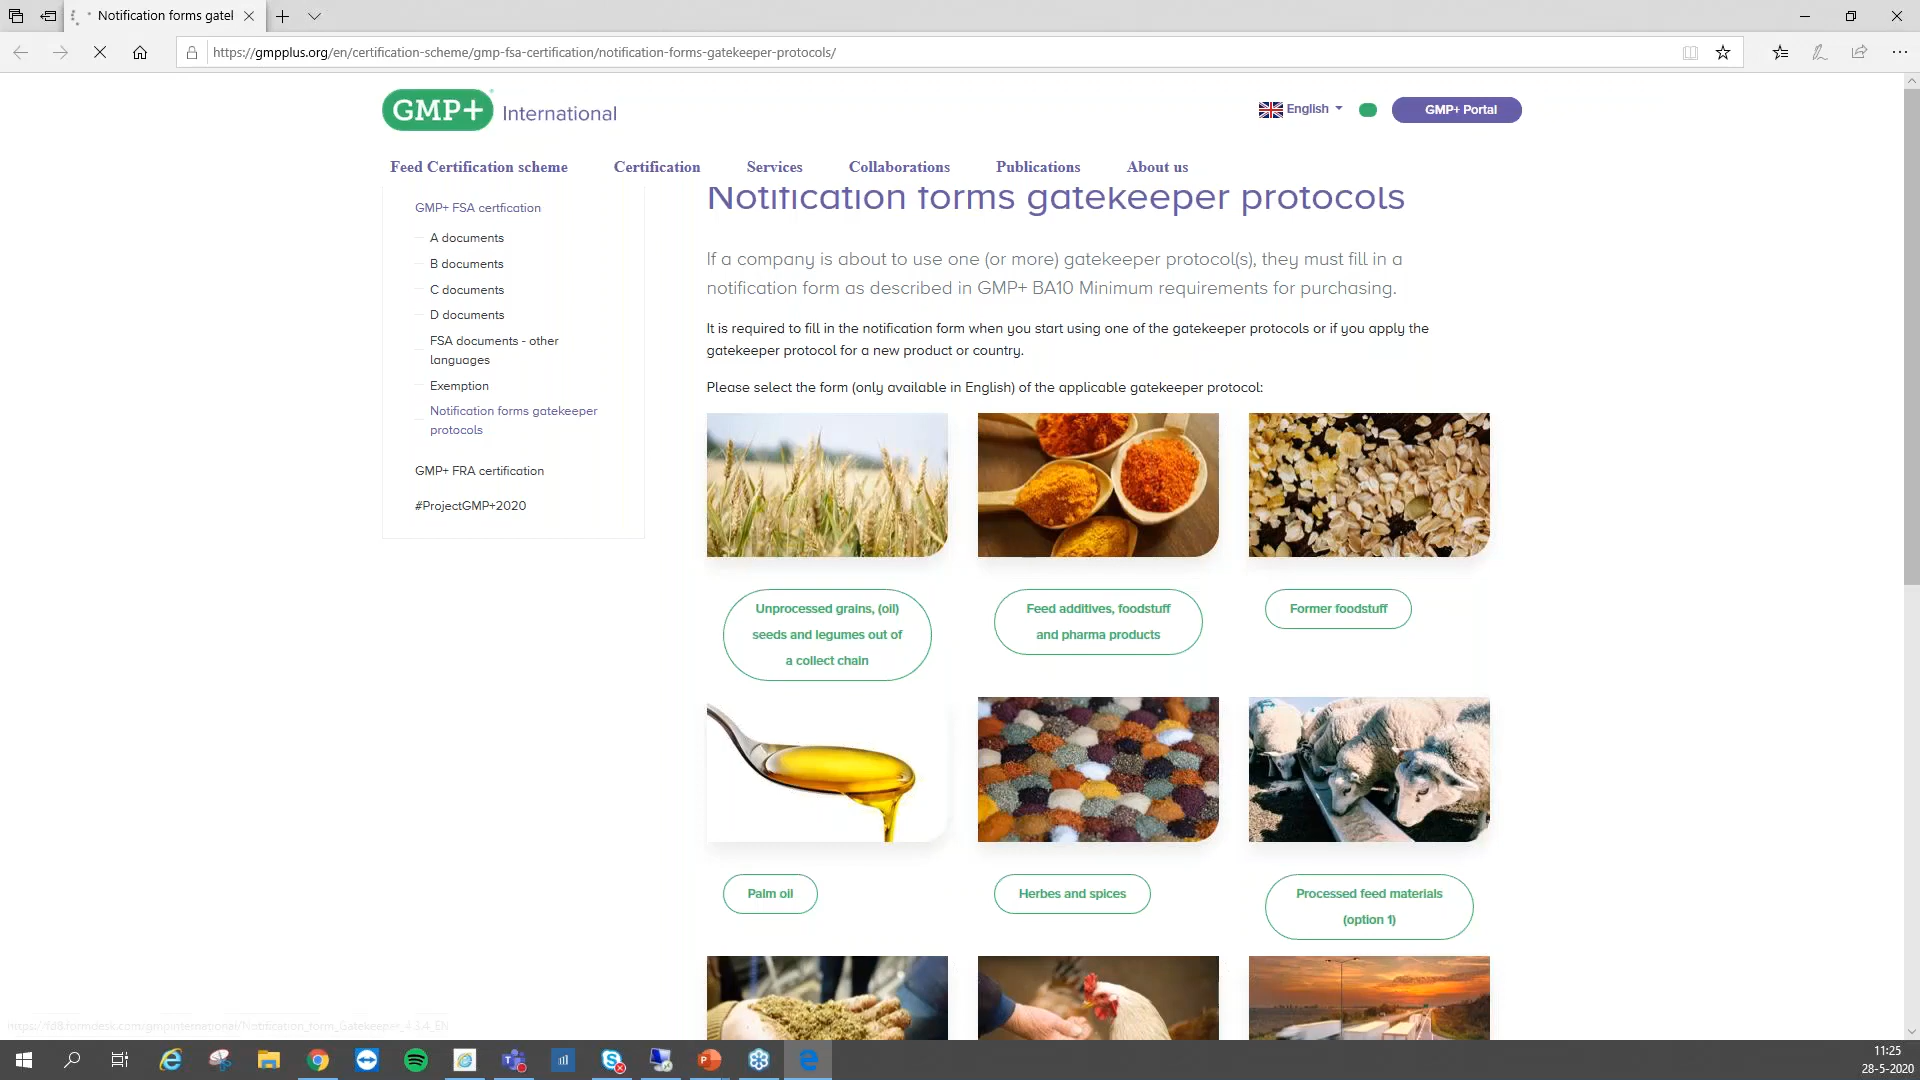 Notification forms gatel
https://gmpplus.org/en/certification-scheme/gmp-fsa-certification/notification-forms-gatekeeper-protocols/
GMP+ International
English
GMP+ Portal
Feed Certification scheme
Certification
Services
Collaborations
Publications
About us
GMP+ FSA certfication
A documents
B documents
C documents
D documents
FSA documents - other
languages
Exemption
Notification forms gatekeeper
protocols
GMP+ FRA certification
#ProjectGMP+2020
Notification forms gatekeeper protocols
If a company is about to use one (or more) gatekeeper protocol(s), they must fill in a
notification form as described in GMP+ BA10 Minimum requirements for purchasing.
It is required to fill in the notification form when you start using one of the gatekeeper protocols or if you apply the
gatekeeper protocol for a new product or country.
Please select the form (only available in English) of the applicable gatekeeper protocol:
Unprocessed grains, (oil)
seeds and legumes out of
a collect chain
Feed additives, foodstuff
and pharma products
Former foodstuff
Palm oil
Herbes and spices
Processed feed materials
(option 1)
https://fd8.formdesk.com/gmpinternational/Notification_form_Gatekeeper_4.3.4_EN
11:25
28-5-2020